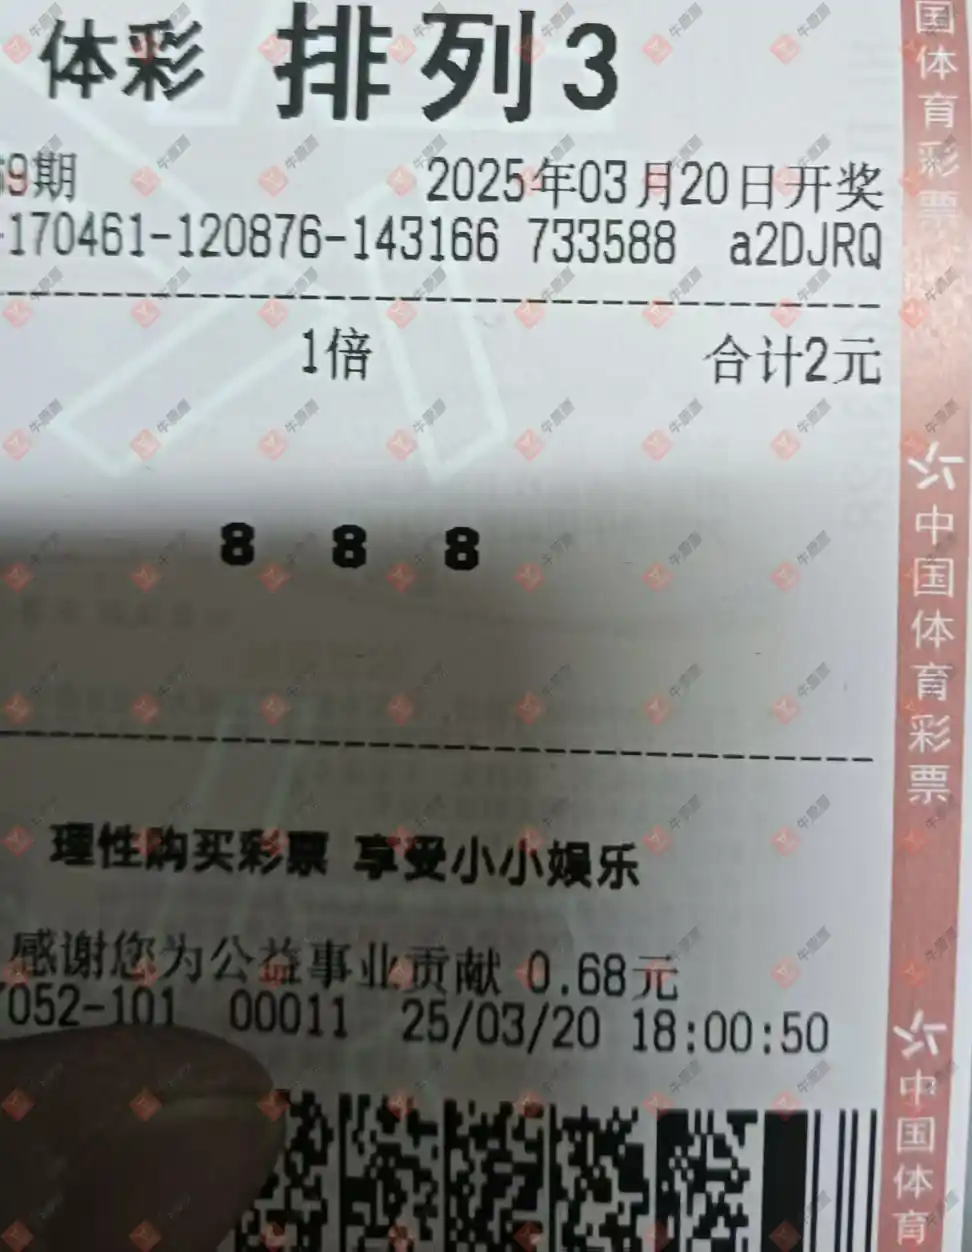 体彩 排列3
69期 2025年03月20日开奖
-170461-120876-143166 733588 a2DJRQ
1倍 合计2元
8 8 8
理性购买彩票 享受小小娱乐
感谢您为公益事业贡献 0.68元
052-101 00011 25/03/20 18:00:50
国体育彩票
中国体育彩票
中国体育